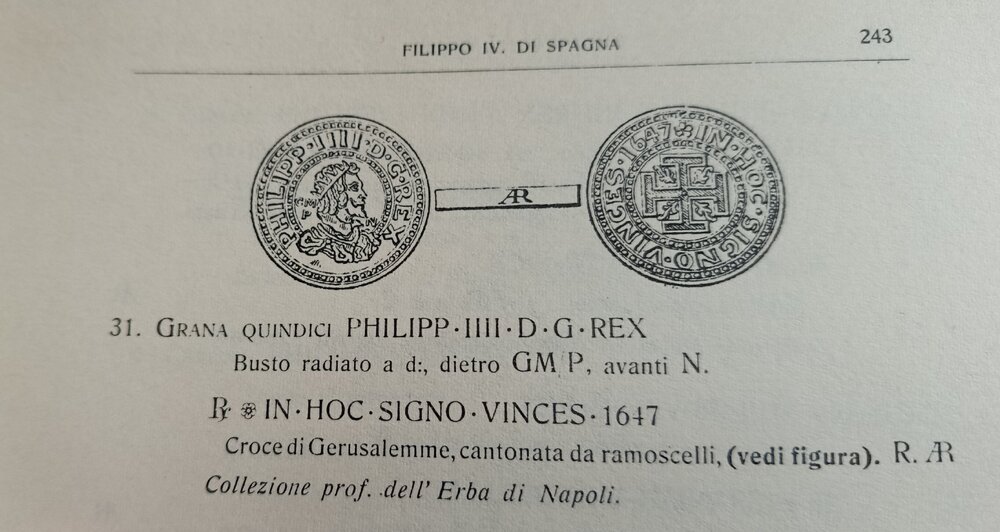 FILIPPO IV. DI SPAGNA 243
PHILIPP·IIII·D·G·REX
GM
P N
AR
IN·HOC·SIGNO·VINCES·1647
31. GRANA QUINDICI PHILIPP·IIII·D·G·REX
Busto radiato a d:, dietro GM/P, avanti N.
R/ IN·HOC·SIGNO·VINCES·1647
Croce di Gerusalemme, cantonata da ramoscelli, (vedi figura). R. AR
Collezione prof. dell' Erba di Napoli.